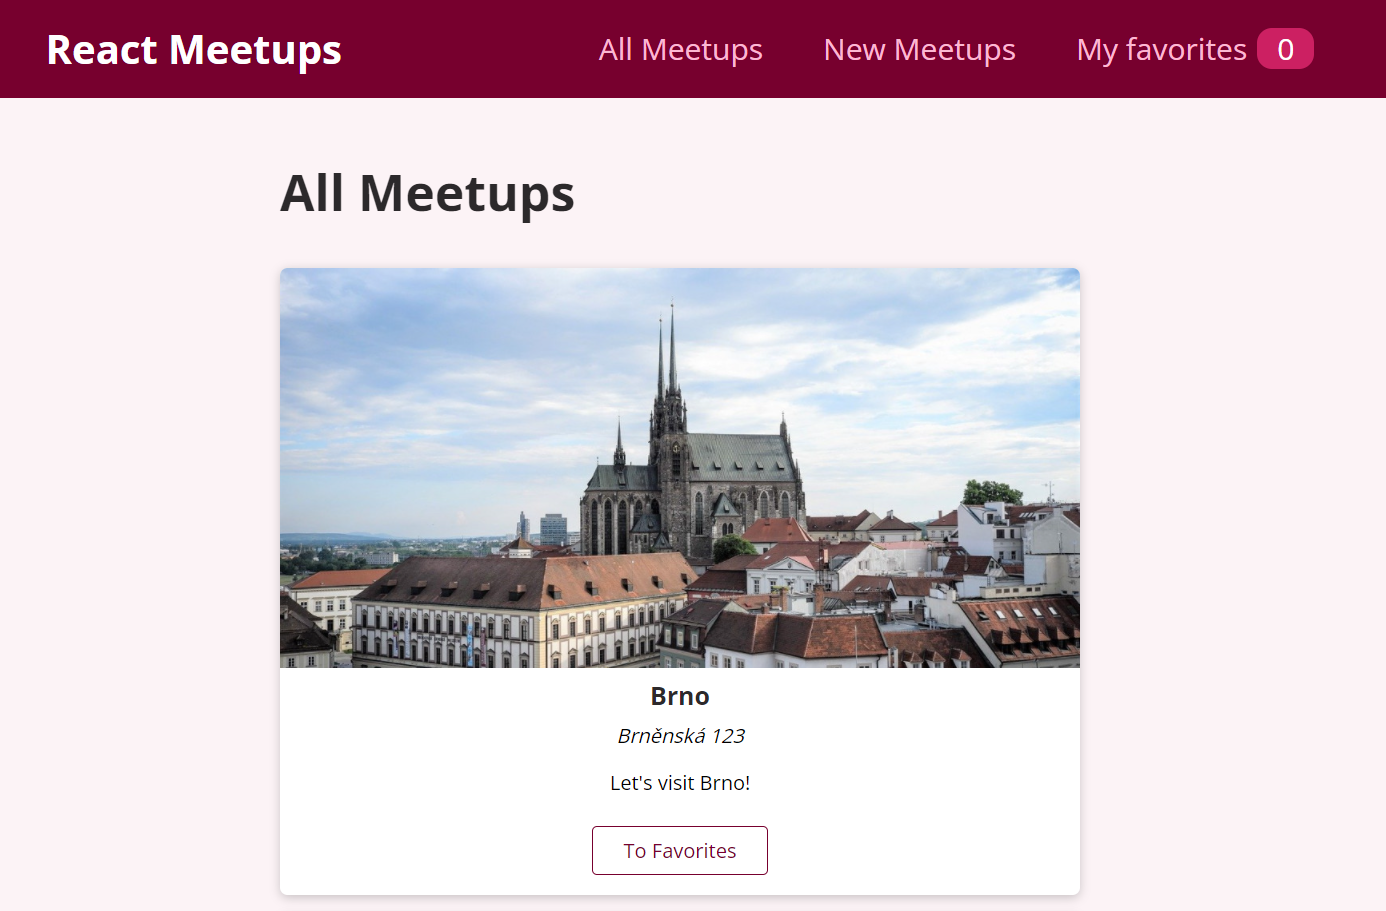 React Meetups
All Meetups
New Meetups
My favorites 0
All Meetups
Brno
Brněnská 123
Let's visit Brno!
To Favorites